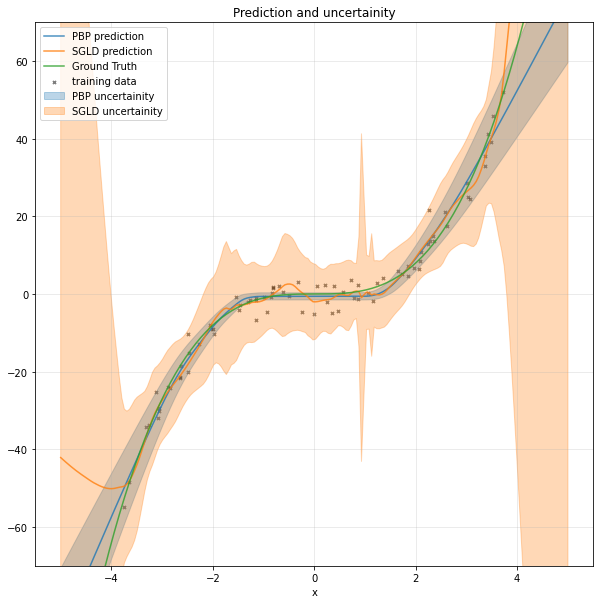 Prediction and uncertainity
PBP prediction
SGLD prediction
Ground Truth
training data
PBP uncertainity
SGLD uncertainity
60
40
20
0
−20
−40
−60
−4
−2
0
2
4
x